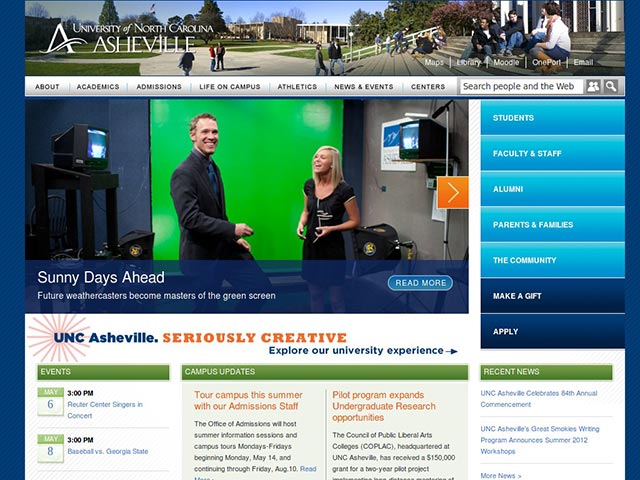 UNIVERSITY OF NORTH CAROLINA
ASHEVILLE
Maps Library Moodle OnePort Email
ABOUT ACADEMICS ADMISSIONS LIFE ON CAMPUS ATHLETICS NEWS & EVENTS CENTERS Search people and the Web
STUDENTS
FACULTY & STAFF
ALUMNI
PARENTS & FAMILIES
THE COMMUNITY
MAKE A GIFT
APPLY
Sunny Days Ahead
Future weathercasters become masters of the green screen
READ MORE
UNC Asheville. SERIOUSLY CREATIVE
Explore our university experience
EVENTS
MAY
6
3:00 PM
Reuter Center Singers in
Concert
MAY
8
3:00 PM
Baseball vs. Georgia State
CAMPUS UPDATES
Tour campus this summer
with our Admissions Staff
The Office of Admissions will host
summer information sessions and
campus tours Mondays-Fridays
beginning Monday, May 14, and
continuing through Friday, Aug.10. Read
More >
Pilot program expands
Undergraduate Research
opportunities
The Council of Public Liberal Arts
Colleges (COPLAC), headquartered at
UNC Asheville, has received a $150,000
grant for a two-year pilot project
implementing long-distance mentoring of
RECENT NEWS
UNC Asheville Celebrates 84th Annual
Commencement
UNC Asheville's Great Smokies Writing
Program Announces Summer 2012
Workshops
More News >